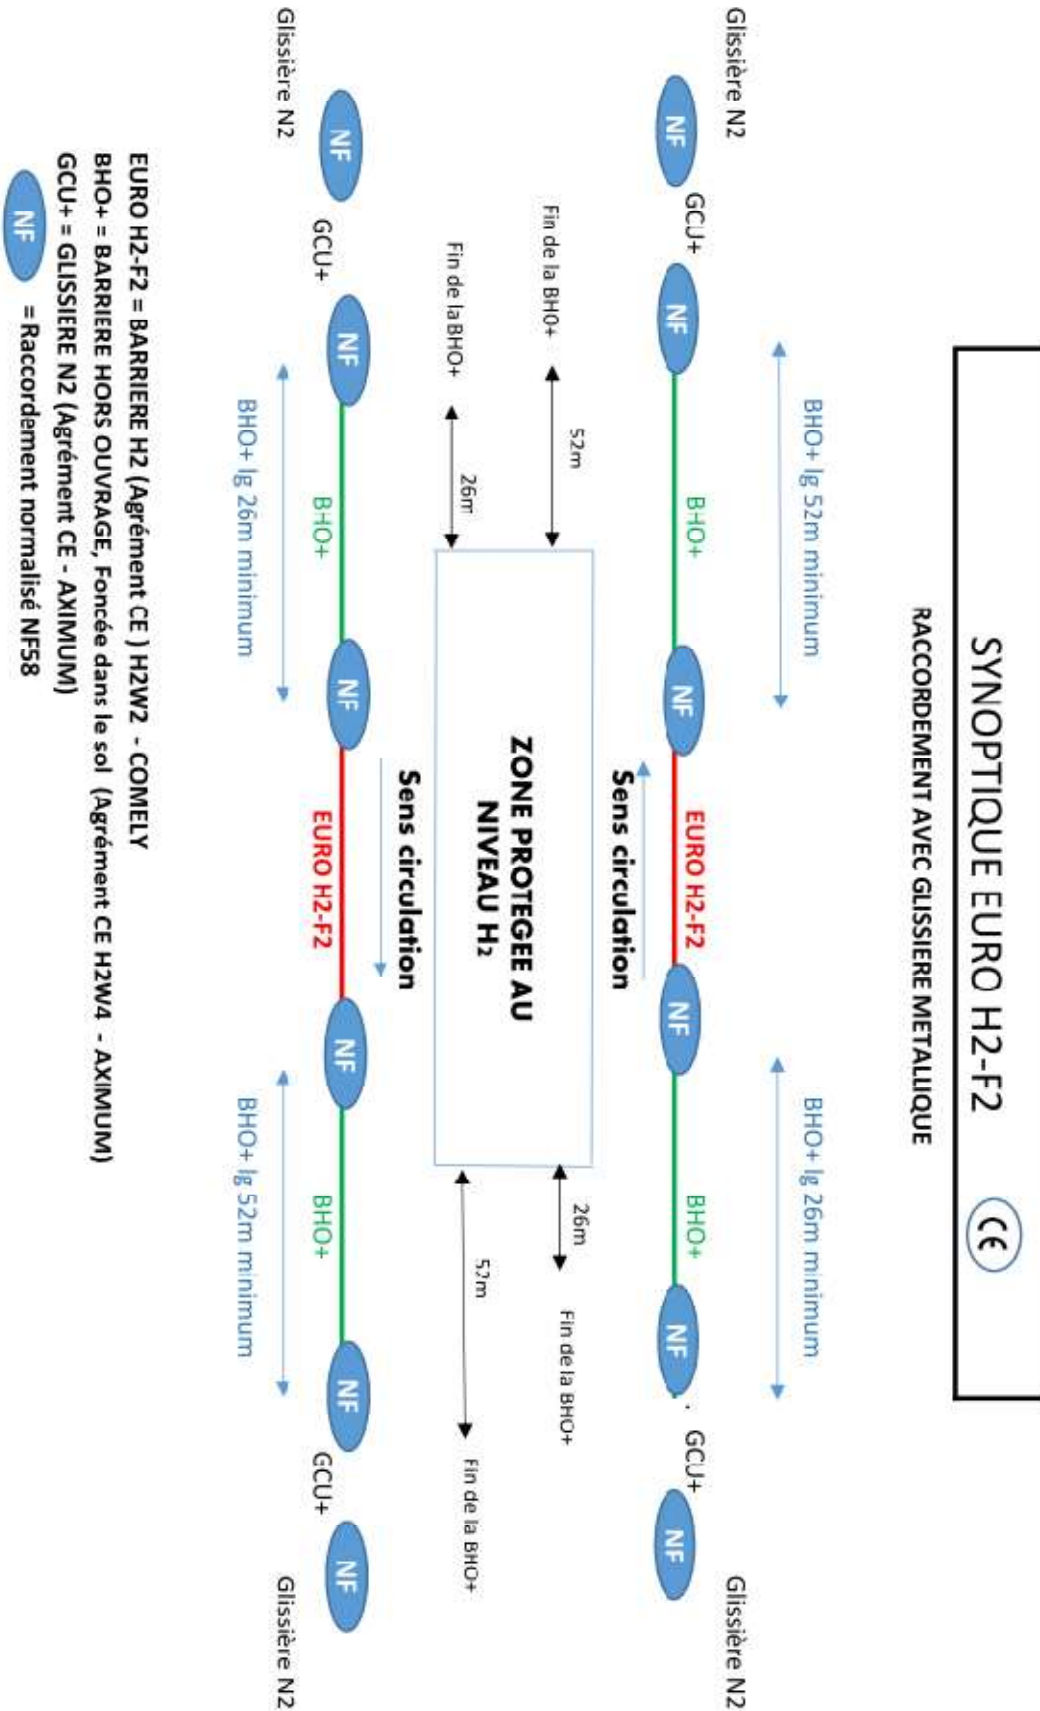 SYNOPTIQUE EURO H2-F2 CE
RACCORDEMENT AVEC GLISSIERE METALLIQUE
BHO+ lg 52m minimum
BHO+ lg 26m minimum
Glissière N2
Glissière N2
NF
GCU+
NF
BHO+
NF
EURO H2-F2
NF
BHO+
NF
. GCU+
NF
Sens circulation
52m
26m
Fin de la BH0+
Fin de la BHO+
ZONE PROTEGEE AU
NIVEAU H2
26m
52m
Fin de la BHO+
Fin de la BHO+
Sens circulation
NF
GCU+
NF
BHO+
NF
EURO H2-F2
NF
BHO+
NF
GCU+
NF
Glissière N2
BHO+ lg 26m minimum
BHO+ lg 52m minimum
Glissière N2
EURO H2-F2 = BARRIERE H2 (Agrément CE ) H2W2 - COMELY
BHO+ = BARRIERE HORS OUVRAGE, Foncée dans le sol (Agrément CE H2W4 - AXIMUM)
GCU+ = GLISSIERE N2 (Agrément CE - AXIMUM)
NF = Raccordement normalisé NF58